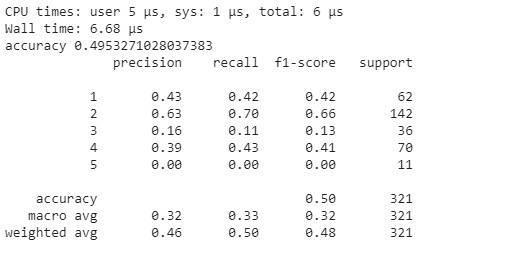 CPU times: user 5 µs, sys: 1 µs, total: 6 µs
Wall time: 6.68 µs
accuracy 0.4953271028037383
precision recall f1-score support
1 0.43 0.42 0.42 62
2 0.63 0.70 0.66 142
3 0.16 0.11 0.13 36
4 0.39 0.43 0.41 70
5 0.00 0.00 0.00 11
accuracy 0.50 321
macro avg 0.32 0.33 0.32 321
weighted avg 0.46 0.50 0.48 321